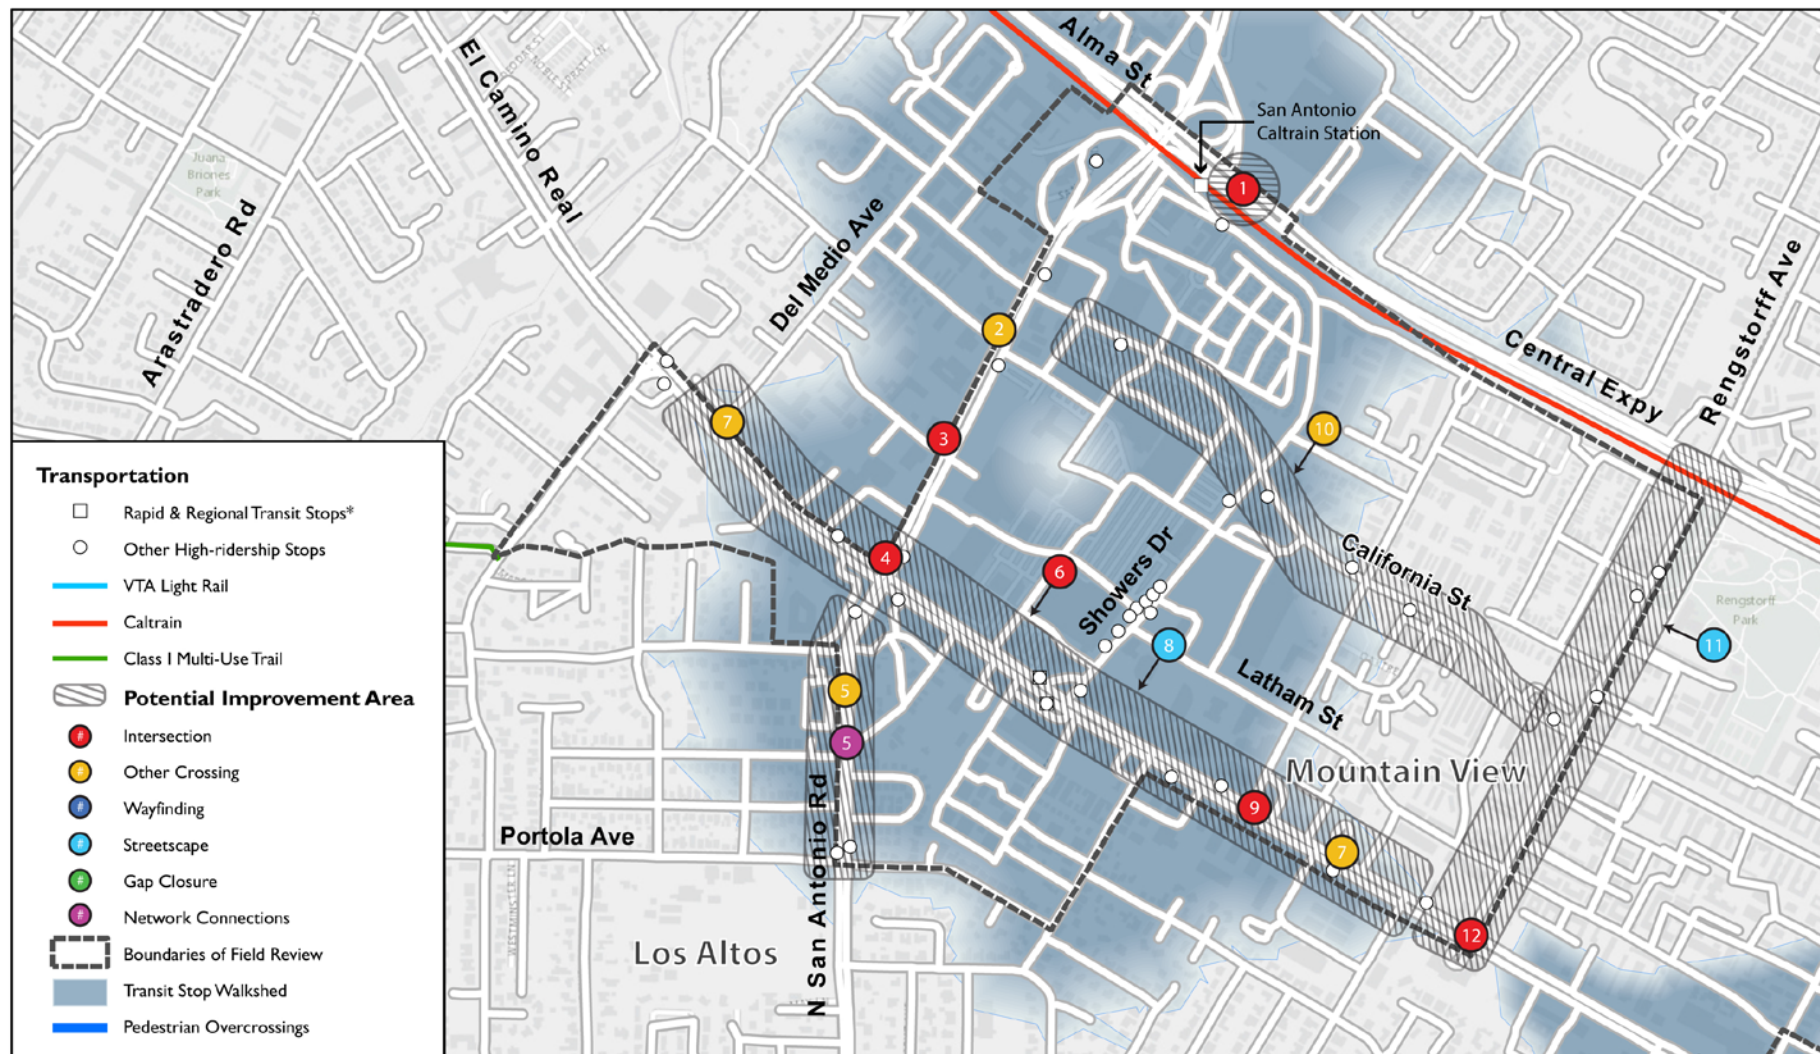 Alma St
El Camino Real
NOBLE ST
San Antonio
Caltrain Station
1
Juana
Briones
Park
Arastradero Rd
Del Medio Ave
Rengstorff Ave
Central Expy
2
7
3
10
4
6
Showers Dr
California St
Rengstorff
Park
8
11
Latham St
5
5
Mountain View
N San Antonio Rd
Portola Ave
9
7
12
Los Altos
WESTMINSTER LN
Transportation
Rapid & Regional Transit Stops*
Other High-ridership Stops
VTA Light Rail
Caltrain
Class I Multi-Use Trail
Potential Improvement Area
# Intersection
# Other Crossing
# Wayfinding
# Streetscape
# Gap Closure
# Network Connections
Boundaries of Field Review
Transit Stop Walkshed
Pedestrian Overcrossings